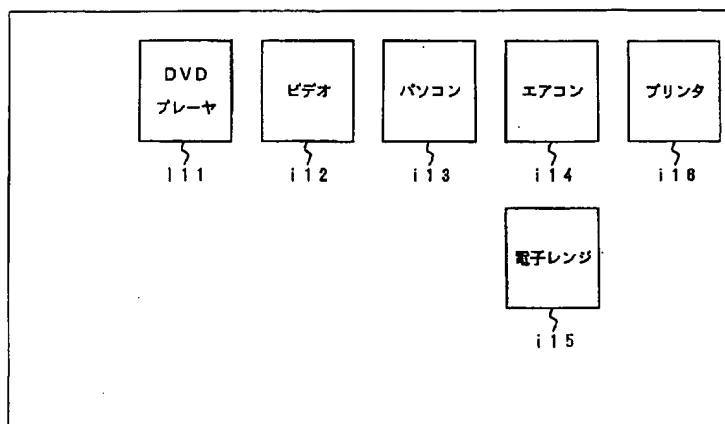 DVD
プレーヤ
ビデオ
パソコン
エアコン
プリンタ
i11
i12
i13
i14
i16
電子レンジ
i15